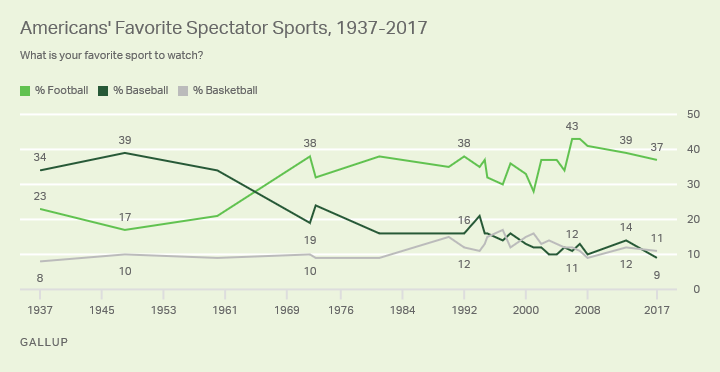 Americans' Favorite Spectator Sports, 1937-2017
What is your favorite sport to watch?
% Football % Baseball % Basketball
50
43
39 38 38 39 37
40
34
30
23
17 19 16 12 14 11
20
10
8 10 10 12 11 12 9
0
1937 1945 1953 1961 1969 1976 1984 1992 2000 2008 2017
GALLUP